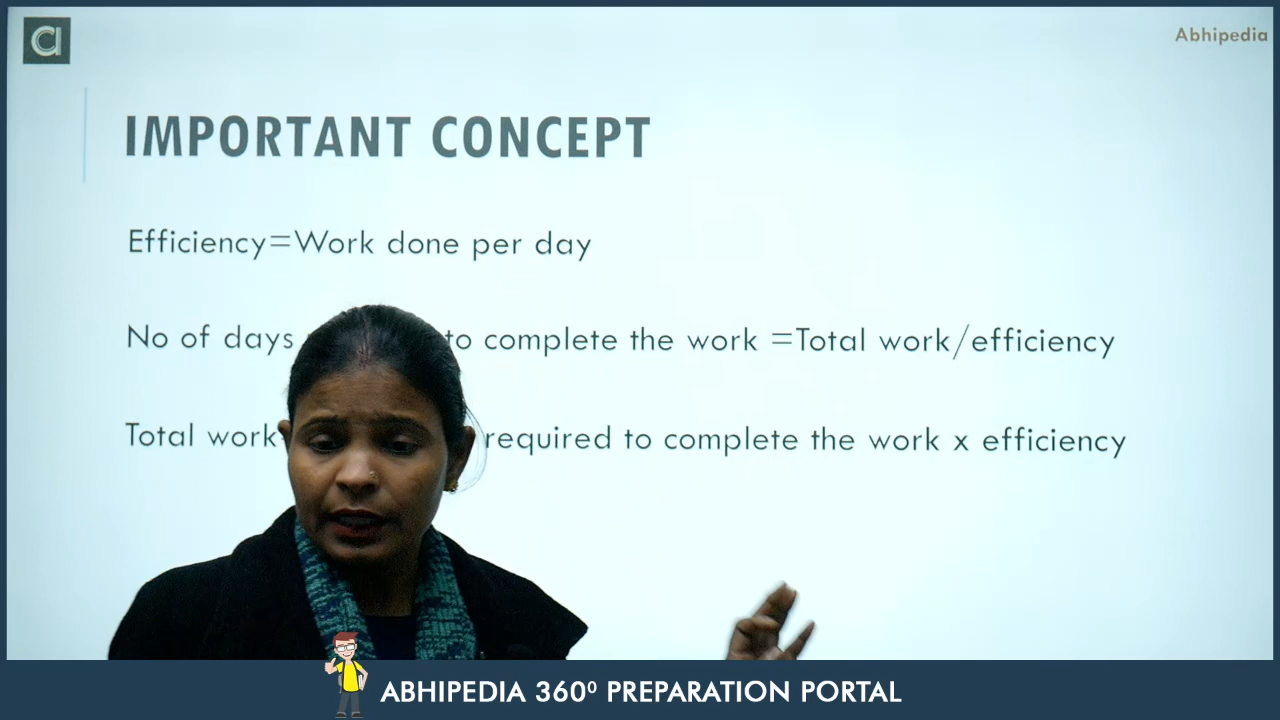 Abhipedia
IMPORTANT CONCEPT
Efficiency=Work done per day
No of days to complete the work =Total work/efficiency
Total work required to complete the work x efficiency
ABHIPEDIA 360⁰ PREPARATION PORTAL